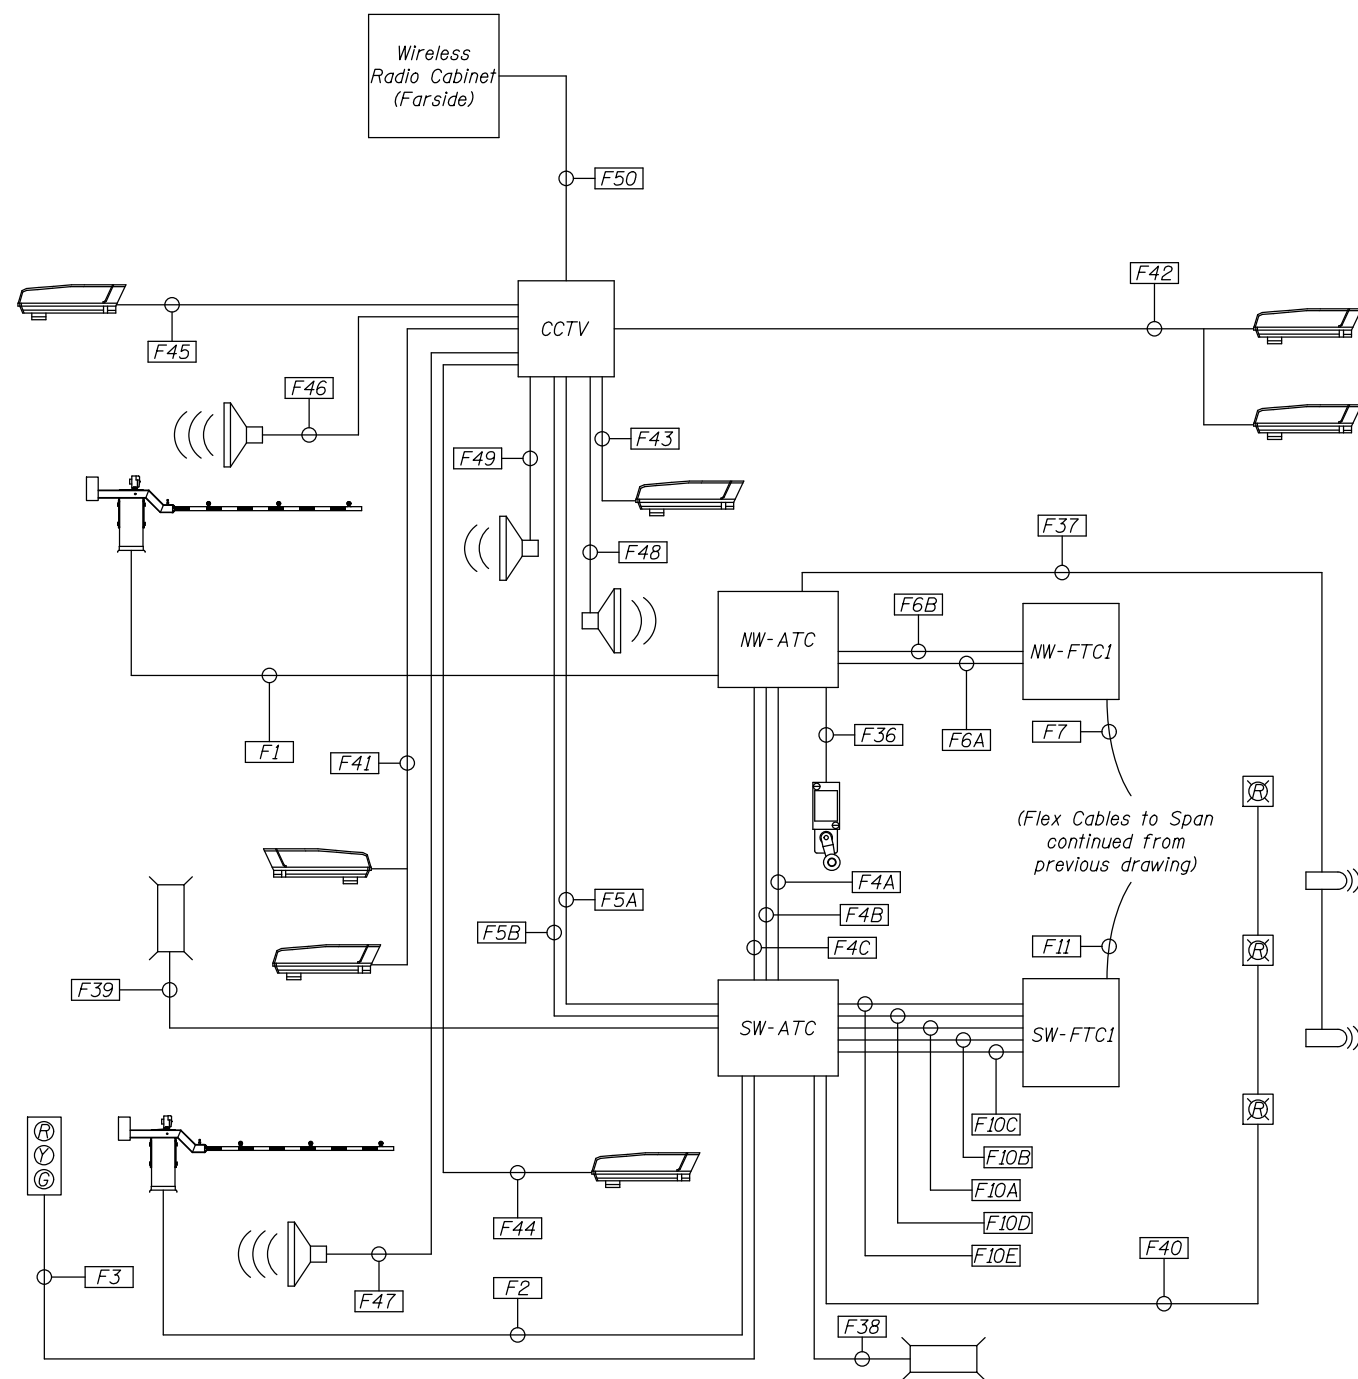 Wireless
Radio Cabinet
(Farside)
F50
F42
CCTV
F45
F46
F43
F49
F48
F37
F6B
NW-ATC
NW-FTC1
F1
F6A
F41
F36
F7
R
(Flex Cables to Span
continued from
previous drawing)
F4A
F5A
F4B
F5B
F4C
F11
R
F39
SW-ATC
SW-FTC1
R
Y
G
R
F10C
F10B
F10A
F44
F10D
F10E
F40
F3
F2
F47
F38